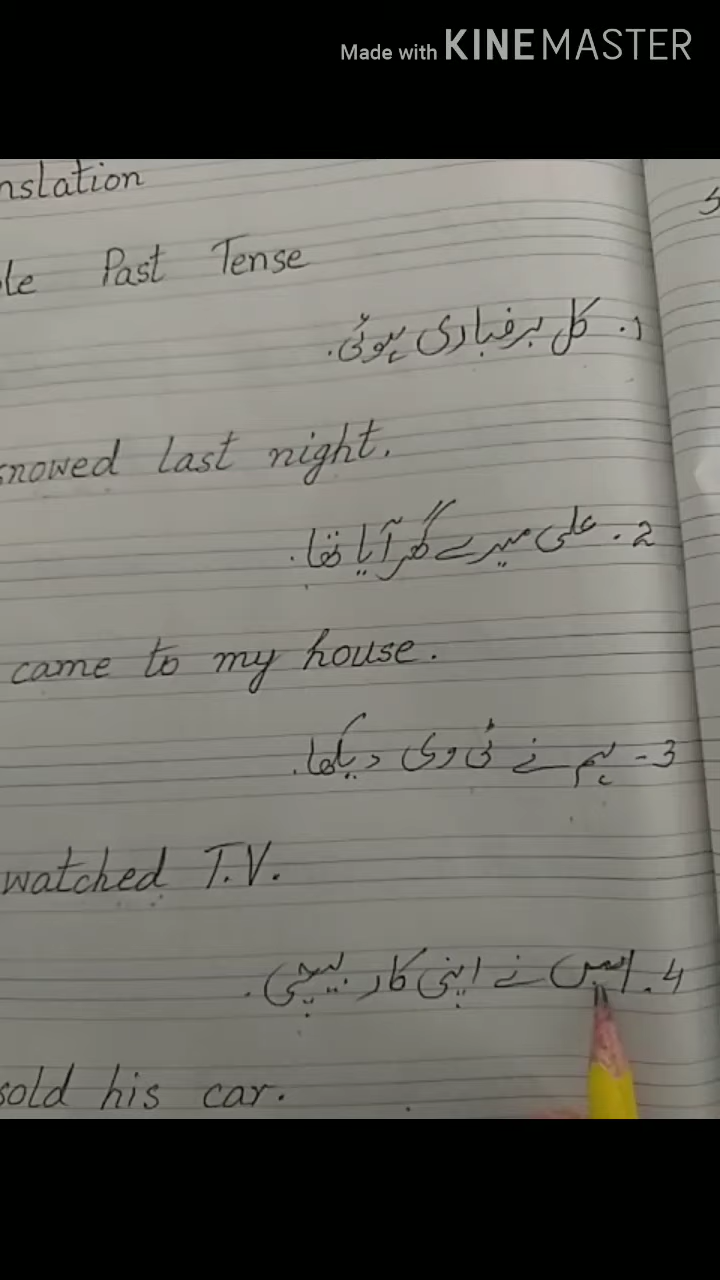 Made with KINEMASTER
nslation
le Past Tense
1. کل برفباری ہوئی.
snowed last night.
2. علی میرے گھر آیا تھا.
came to my house.
3- ہم نے ٹی وی دیکھا.
watched T.V.
4. اس نے اپنی کار بیچی.
sold his car.